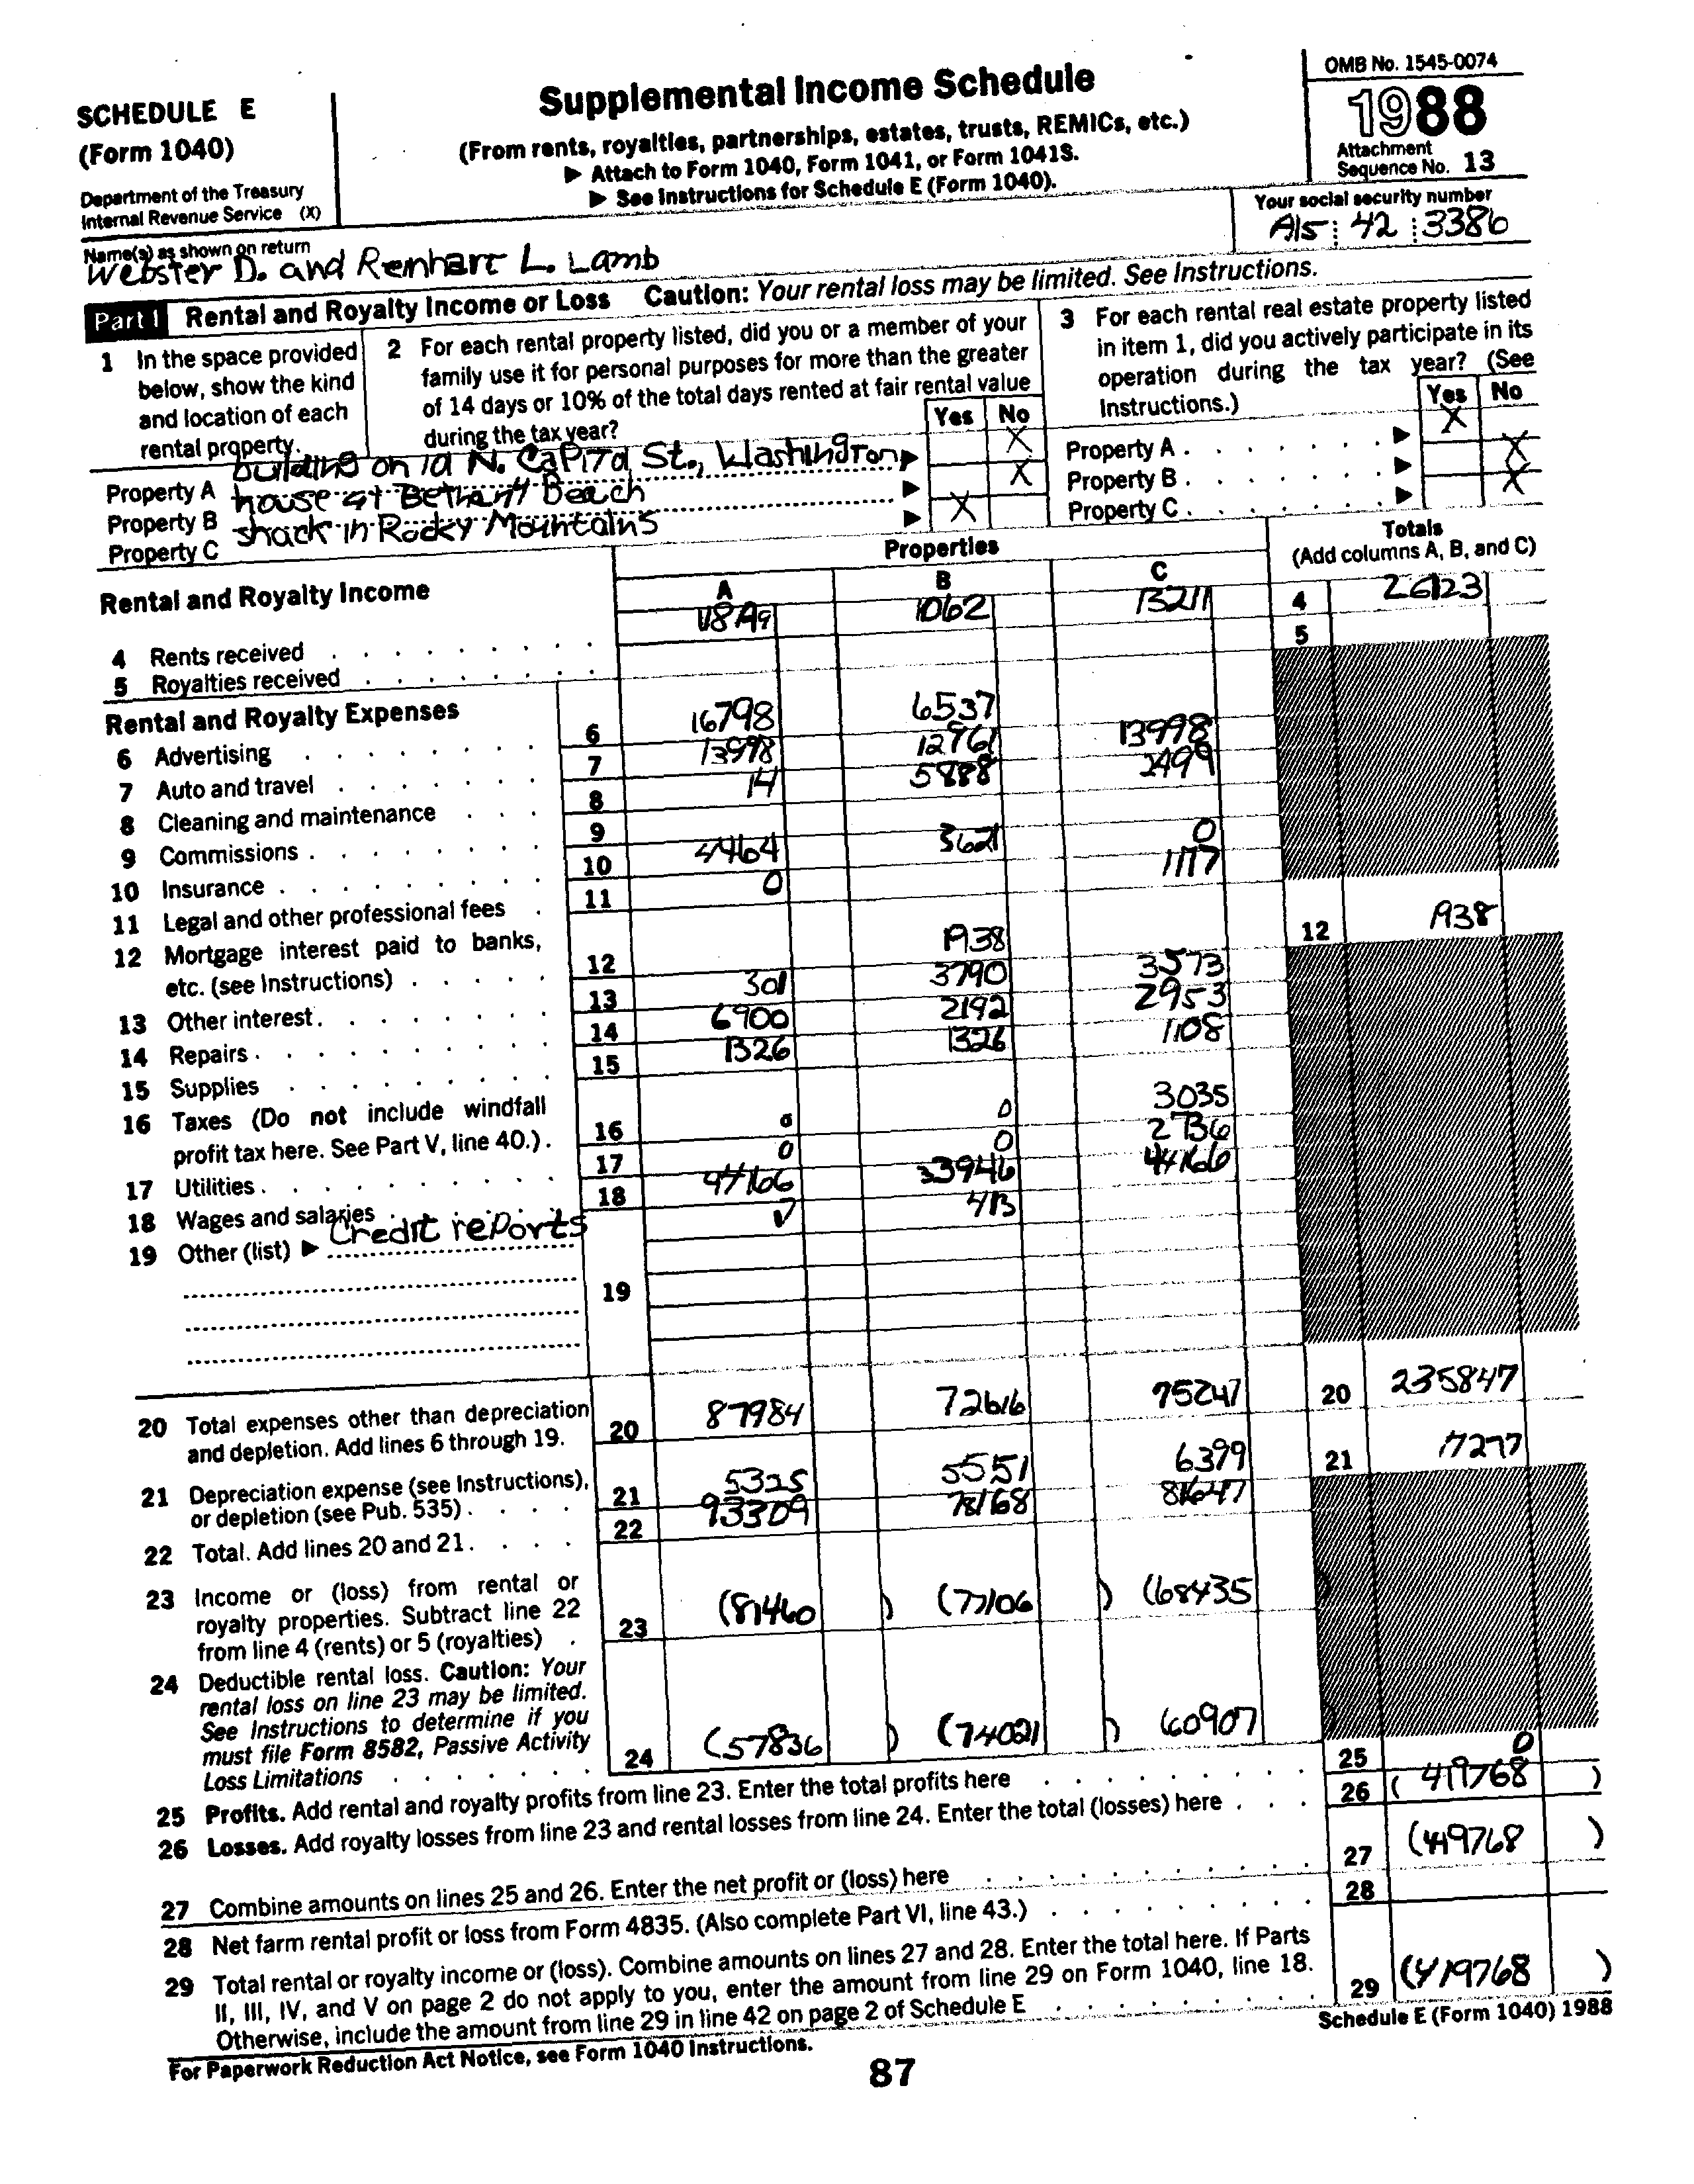 SCHEDULE E
(Form 1040)
Department of the Treasury
Internal Revenue Service (X)
Supplemental Income Schedule
(From rents, royalties, partnerships, estates, trusts, REMICs, etc.)
▶ Attach to Form 1040, Form 1041, or Form 1041S.
▶ See Instructions for Schedule E (Form 1040).
OMB No. 1545-0074
1988
Attachment
Sequence No. 13
Name(s) as shown on return
Webster D. and Renhart L. Lamb
Your social security number
42 3386
Part I Rental and Royalty Income or Loss Caution: Your rental loss may be limited. See Instructions.
1 In the space provided
below, show the kind
and location of each
rental property.
2 For each rental property listed, did you or a member of your
family use it for personal purposes for more than the greater
of 14 days or 10% of the total days rented at fair rental value
during the tax year?
Yes No
3 For each rental real estate property listed
in item 1, did you actively participate in its
operation during the tax year? (See
Instructions.)
Yes No
Property A building on N. Capitol St., Washington ▶ X
Property B house at Bethany Beach ▶ X
Property C shack in Rocky Mountains ▶ X
Property A ▶ X
Property B ▶ X
Property C ▶ X
Rental and Royalty Income
Properties
A B C
Totals
(Add columns A, B, and C)
4 Rents received 1062 13211 4 26123
5 Royalties received 5
Rental and Royalty Expenses
6 Advertising 6 16798 6537
7 Auto and travel 7 13998 12961 13998
8 Cleaning and maintenance 8 14 5888 2499
9 Commissions 9
10 Insurance 10 4464 3621 0
11 Legal and other professional fees 11 0 1117
12 Mortgage interest paid to banks,
etc. (see Instructions) 12 1938 12 1938
13 Other interest 13 301 3790 3573
14 Repairs 14 6900 2192 2953
15 Supplies 15 1326 1326 1108
16 Taxes (Do not include windfall
profit tax here. See Part V, line 40.) 16 0 0 3035
17 Utilities 17 0 0 2736
18 Wages and salaries 18 44166 33946 44166
19 Other (list) ▶ credit reports 413
19
20 Total expenses other than depreciation
and depletion. Add lines 6 through 19. 20 87984 72616 75247 20 235847
21 Depreciation expense (see Instructions),
or depletion (see Pub. 535) 21 5325 5551 6399 21 17277
22 Total. Add lines 20 and 21 22 93309 78168 81647
23 Income or (loss) from rental or
royalty properties. Subtract line 22
from line 4 (rents) or 5 (royalties) 23 (81460 ) (77106 ) (68435 )
24 Deductible rental loss. Caution: Your
rental loss on line 23 may be limited.
See Instructions to determine if you
must file Form 8582, Passive Activity
Loss Limitations 24 (57836 ) (74021 ) (60907
25 Profits. Add rental and royalty profits from line 23. Enter the total profits here 25 0
26 Losses. Add royalty losses from line 23 and rental losses from line 24. Enter the total (losses) here 26 ( 419768 )
27 Combine amounts on lines 25 and 26. Enter the net profit or (loss) here 27 (419768 )
28 Net farm rental profit or loss from Form 4835. (Also complete Part VI, line 43.) 28
29 Total rental or royalty income or (loss). Combine amounts on lines 27 and 28. Enter the total here. If Parts
II, III, IV, and V on page 2 do not apply to you, enter the amount from line 29 on Form 1040, line 18.
Otherwise, include the amount from line 29 in line 42 on page 2 of Schedule E 29 (419768 )
For Paperwork Reduction Act Notice, see Form 1040 Instructions.
Schedule E (Form 1040) 1988
87